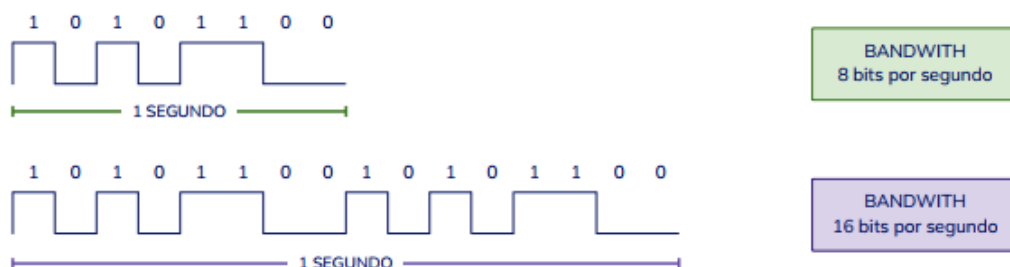 1 0 1 0 1 1 0 0
BANDWITH
8 bits por segundo
1 SEGUNDO
1 0 1 0 1 1 0 0 1 0 1 0 1 1 0 0
BANDWITH
16 bits por segundo
1 SEGUNDO